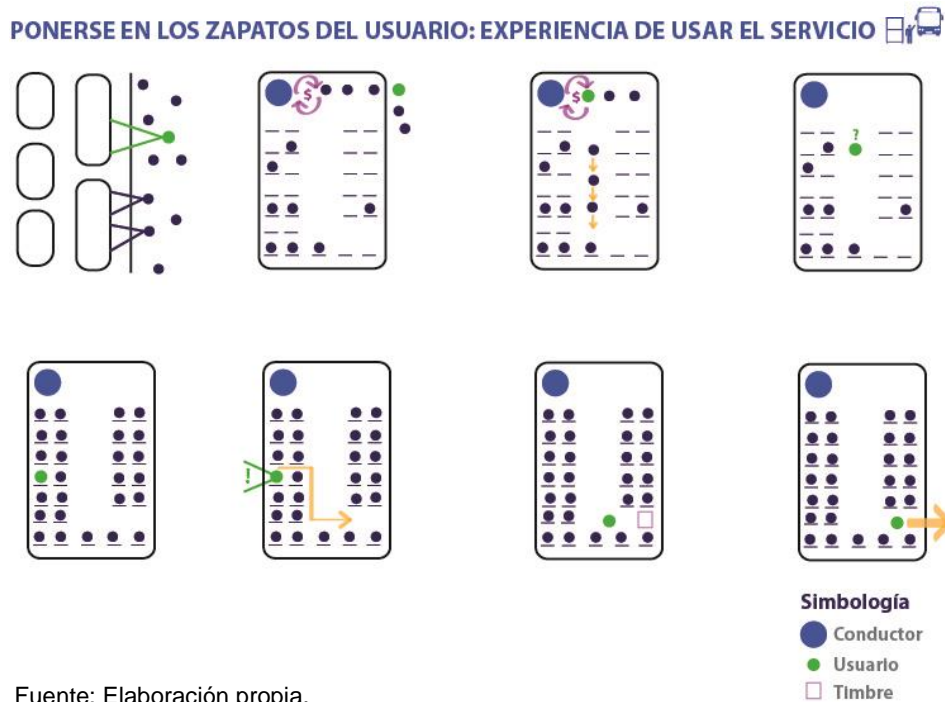 PONERSE EN LOS ZAPATOS DEL USUARIO: EXPERIENCIA DE USAR EL SERVICIO
$
$
?
!
Simbología
Conductor
Usuario
Timbre
Fuente: Elaboración propia.